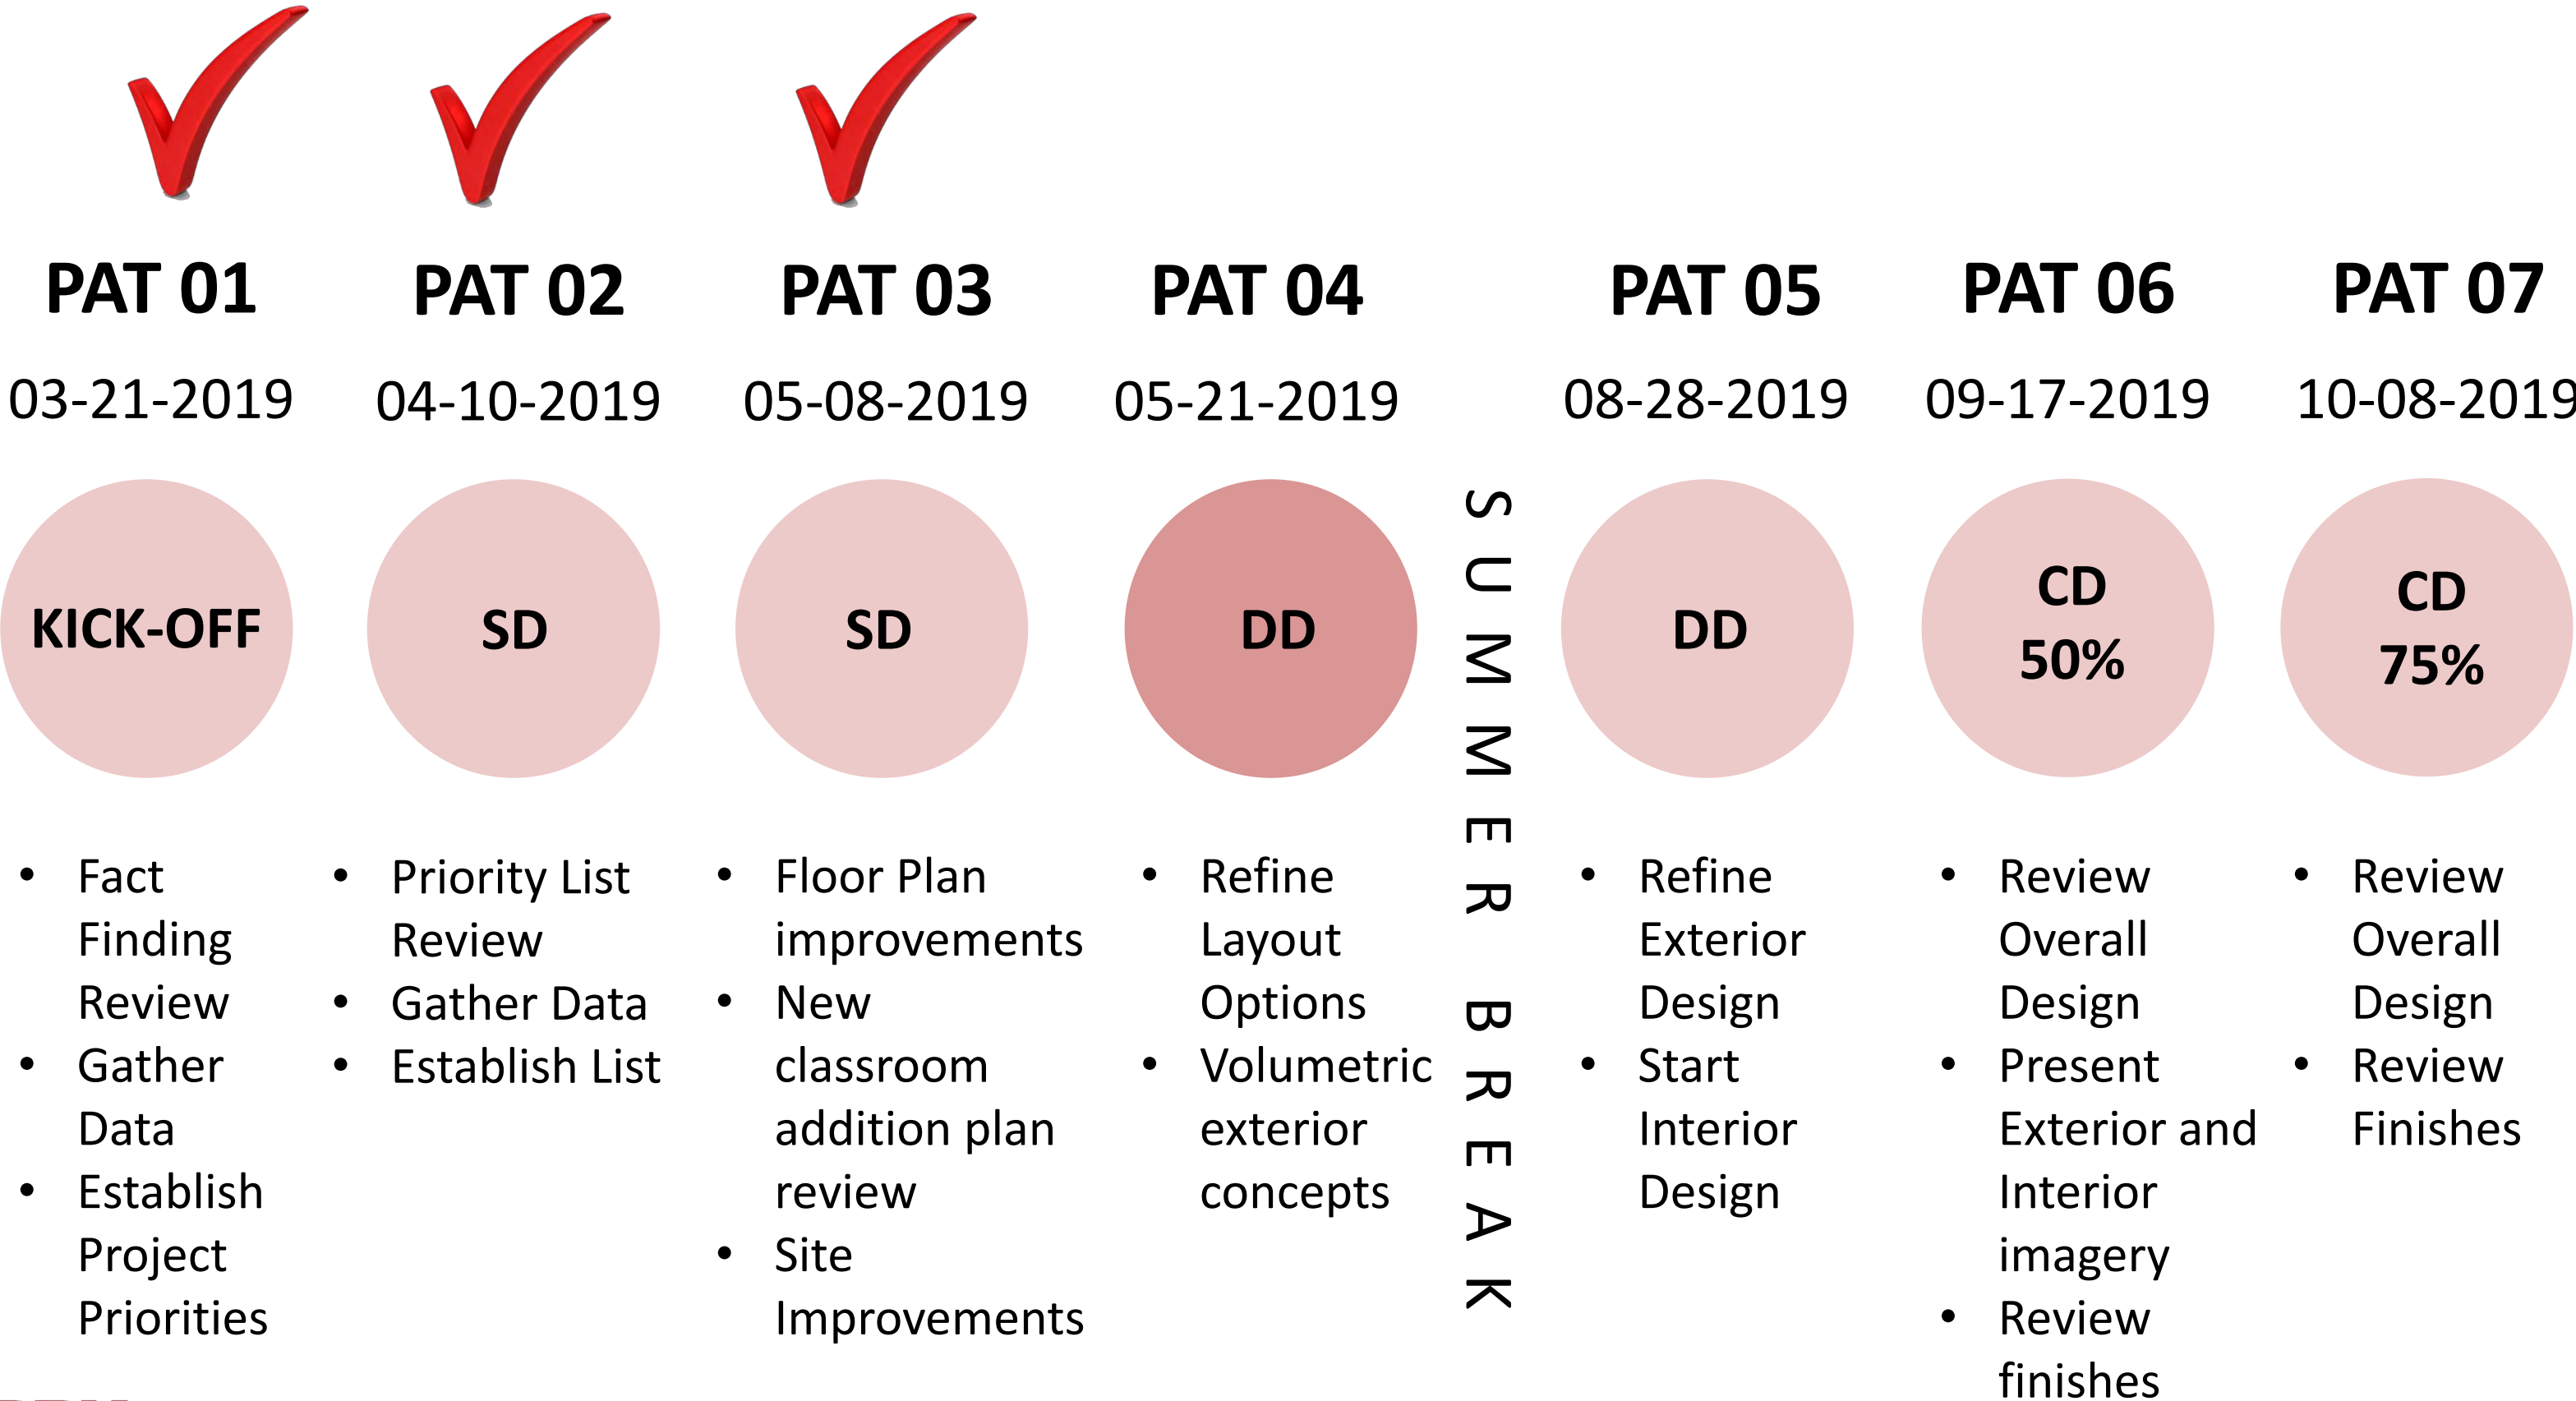 PAT 01
03-21-2019
KICK-OFF
• Fact
Finding
Review
• Gather
Data
• Establish
Project
Priorities
PAT 02
04-10-2019
SD
• Priority List
Review
• Gather Data
• Establish List
PAT 03
05-08-2019
SD
• Floor Plan
improvements
• New
classroom
addition plan
review
• Site
Improvements
PAT 04
05-21-2019
DD
• Refine
Layout
Options
• Volumetric
exterior
concepts
SUMMER BREAK
PAT 05
08-28-2019
DD
• Refine
Exterior
Design
• Start
Interior
Design
PAT 06
09-17-2019
CD
50%
• Review
Overall
Design
• Present
Exterior and
Interior
imagery
• Review
finishes
PAT 07
10-08-2019
CD
75%
• Review
Overall
Design
• Review
Finishes